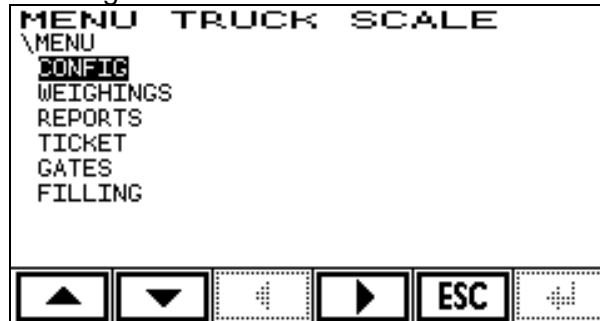 MENU TRUCK SCALE
\MENU
CONFIG
WEIGHINGS
REPORTS
TICKET
GATES
FILLING
ESC